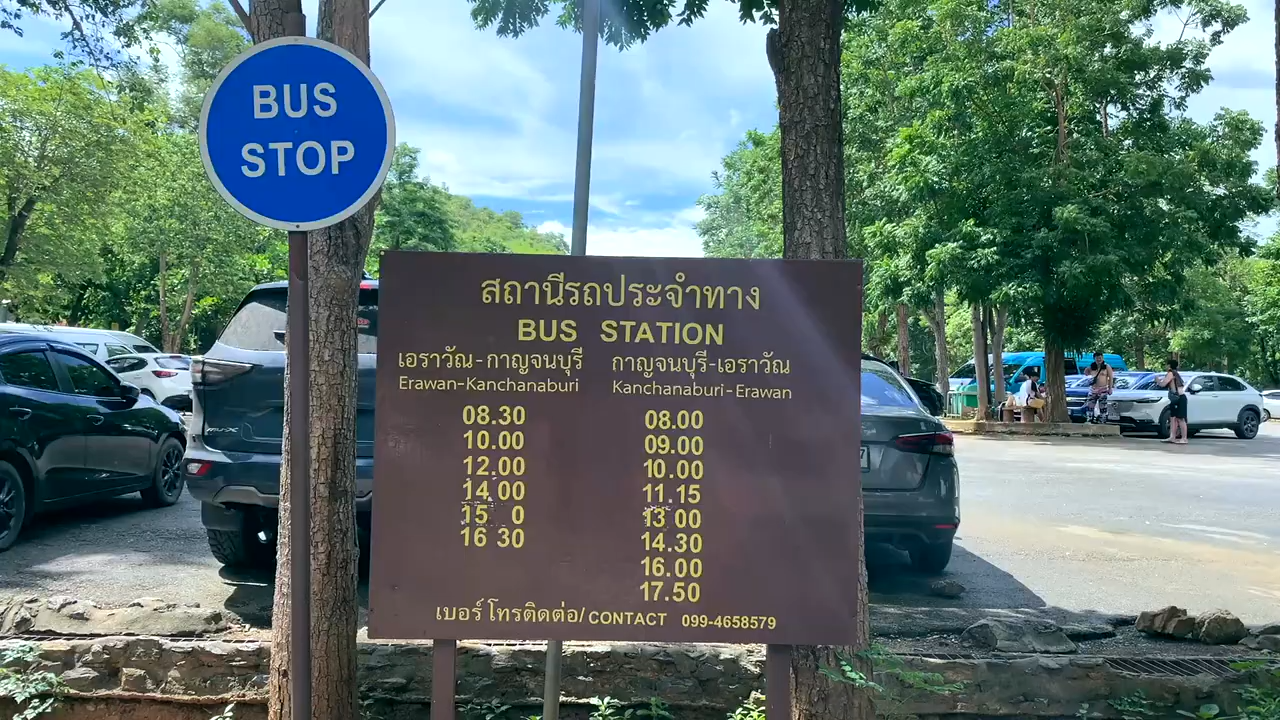 BUS
STOP
สถานีรถประจำทาง
BUS STATION
เอราวัณ-กาญจนบุรี
Erawan-Kanchanaburi
08.30
10.00
12.00
14.00
16 30
กาญจนบุรี-เอราวัณ
Kanchanaburi-Erawan
08.00
09.00
10.00
11.15
13 00
14.30
16.00
17.50
เบอร์โทรติดต่อ/CONTACT 099-4658579